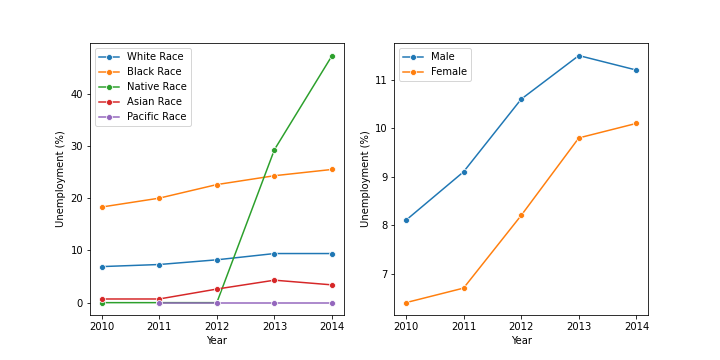 White Race
Black Race
Native Race
Asian Race
Pacific Race
Unemployment (%)
40
30
20
10
0
2010 2011 2012 2013 2014
Year
Male
Female
Unemployment (%)
11
10
9
8
7
2010 2011 2012 2013 2014
Year